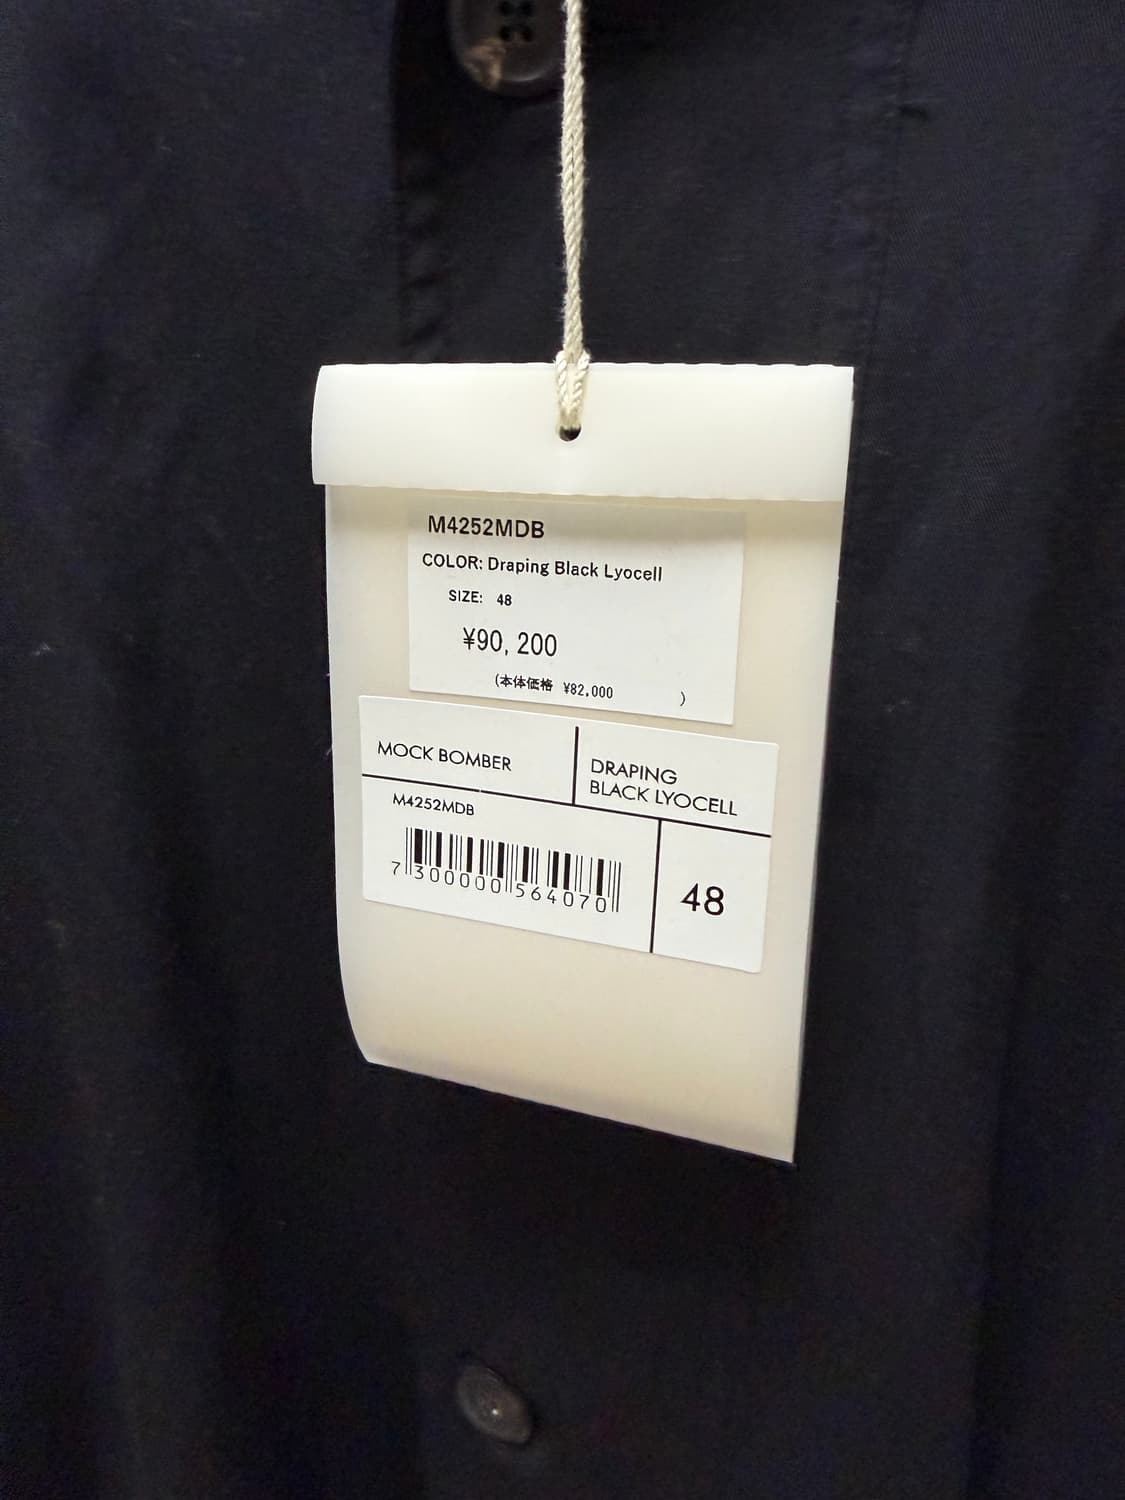 M4252MDB
COLOR: Draping Black Lyocell
SIZE: 48
¥90, 200
(本体価格 ¥82,000 )
MOCK BOMBER
DRAPING
BLACK LYOCELL
M4252MDB
7 300000 564070
48